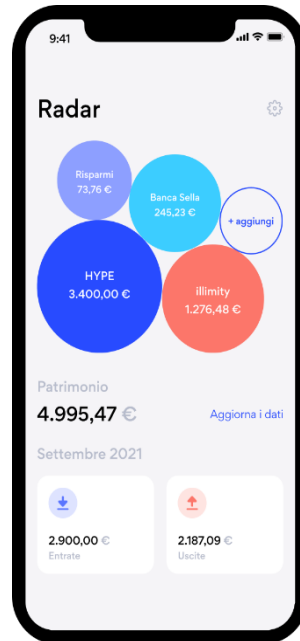 9:41
Radar
Risparmi
73,76 €
Banca Sella
245,23 €
+ aggiungi
HYPE
3.400,00 €
illimity
1.276,48 €
Patrimonio
4.995,47 €
Aggiorna i dati
Settembre 2021
2.900,00 €
Entrate
2.187,09 €
Uscite